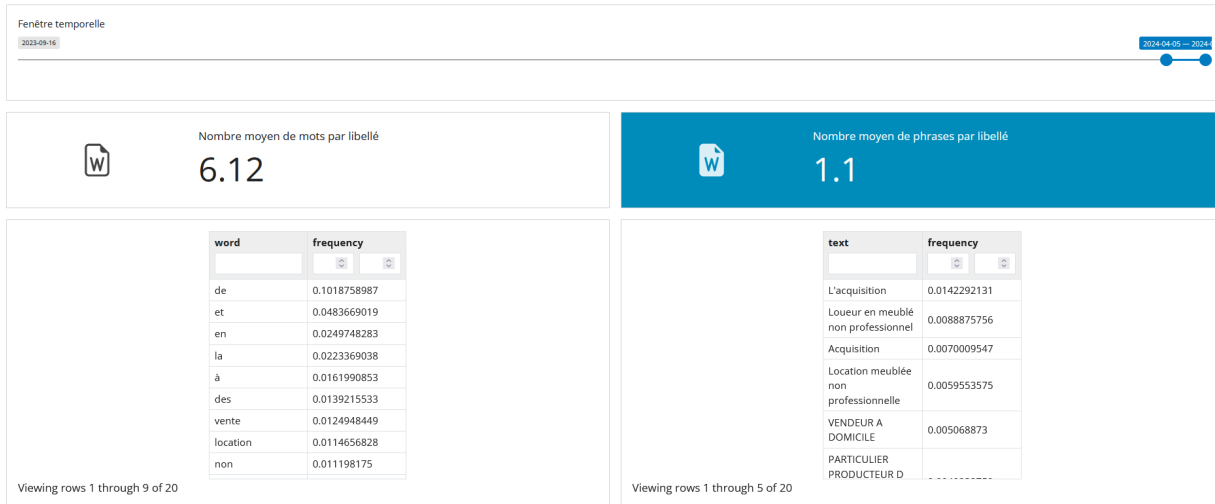 Fenêtre temporelle
2023-09-16
2024-04-05 — 2024-
Nombre moyen de mots par libellé
6.12
Nombre moyen de phrases par libellé
1.1
word frequency
de 0.1018758987
et 0.0483669019
en 0.0249748283
la 0.0223369038
à 0.0161990853
des 0.0139215533
vente 0.0124948449
location 0.0114656828
non 0.011198175
Viewing rows 1 through 9 of 20
text frequency
L'acquisition 0.0142292131
Loueur en meublé
non professionnel 0.0088875756
Acquisition 0.0070009547
Location meublée
non
professionnelle 0.0059553575
VENDEUR A
DOMICILE 0.005068873
PARTICULIER
PRODUCTEUR D
Viewing rows 1 through 5 of 20